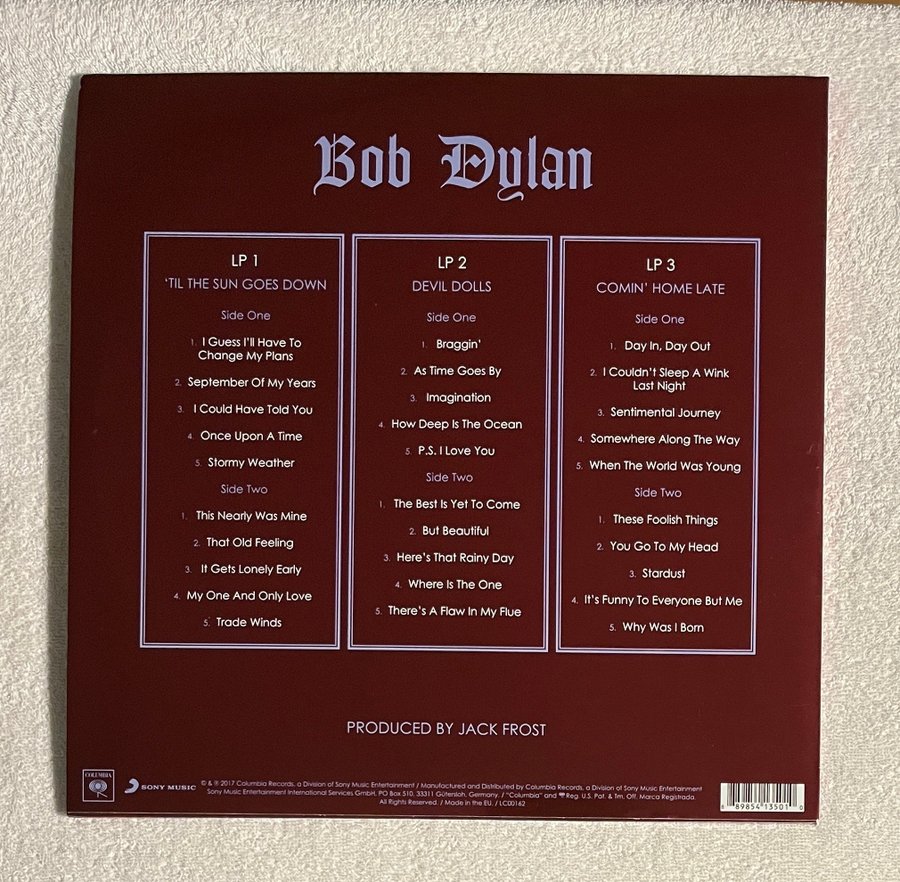 Bob Dylan
LP 1
'TIL THE SUN GOES DOWN
Side One
1. I Guess I'll Have To
Change My Plans
2. September Of My Years
3. I Could Have Told You
4. Once Upon A Time
5. Stormy Weather
Side Two
1. This Nearly Was Mine
2. That Old Feeling
3. It Gets Lonely Early
4. My One And Only Love
5. Trade Winds
LP 2
DEVIL DOLLS
Side One
1. Braggin'
2. As Time Goes By
3. Imagination
4. How Deep Is The Ocean
5. P.S. I Love You
Side Two
1. The Best Is Yet To Come
2. But Beautiful
3. Here's That Rainy Day
4. Where Is The One
5. There's A Flaw In My Flue
LP 3
COMIN' HOME LATE
Side One
1. Day In, Day Out
2. I Couldn't Sleep A Wink
Last Night
3. Sentimental Journey
4. Somewhere Along The Way
5. When The World Was Young
Side Two
1. These Foolish Things
2. You Go To My Head
3. Stardust
4. It's Funny To Everyone But Me
5. Why Was I Born
PRODUCED BY JACK FROST
COLUMBIA
SONY MUSIC
© & ℗ 2017 Columbia Records, a Division of Sony Music Entertainment / Manufactured and Distributed by Columbia Records, a Division of Sony Music Entertainment /
Sony Music Entertainment International Services GmbH, PO Box 510, 33311 Gütersloh, Germany. / "Columbia" and Reg. U.S. Pat. & Tm. Off. Marca Registrada.
All Rights Reserved. / Made in the EU. / LC00162
8 89854 13501 0